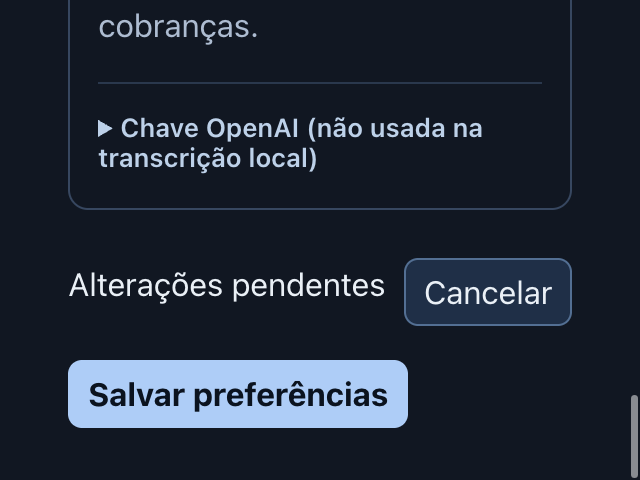 cobranças.
▶ Chave OpenAI (não usada na
transcrição local)
Alterações pendentes
Cancelar
Salvar preferências